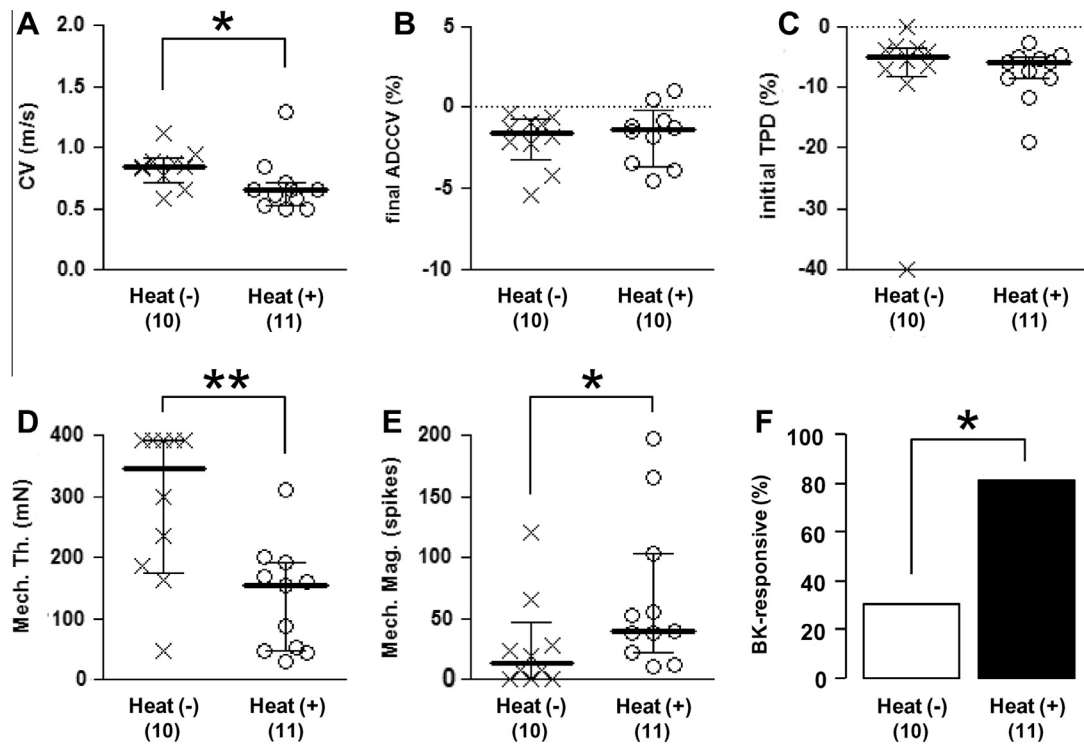 A
CV (m/s)
2.0
1.5
1.0
0.5
0.0
*
Heat (-)
(10)
Heat (+)
(11)
B
final ADCCV (%)
5
0
-5
-10
Heat (-)
(10)
Heat (+)
(10)
C
initial TPD (%)
0
-10
-20
-30
-40
Heat (-)
(10)
Heat (+)
(11)
D
Mech. Th. (mN)
400
300
200
100
0
**
Heat (-)
(10)
Heat (+)
(11)
E
Mech. Mag. (spikes)
200
150
100
50
0
*
Heat (-)
(10)
Heat (+)
(11)
F
BK-responsive (%)
100
80
60
40
20
0
*
Heat (-)
(10)
Heat (+)
(11)